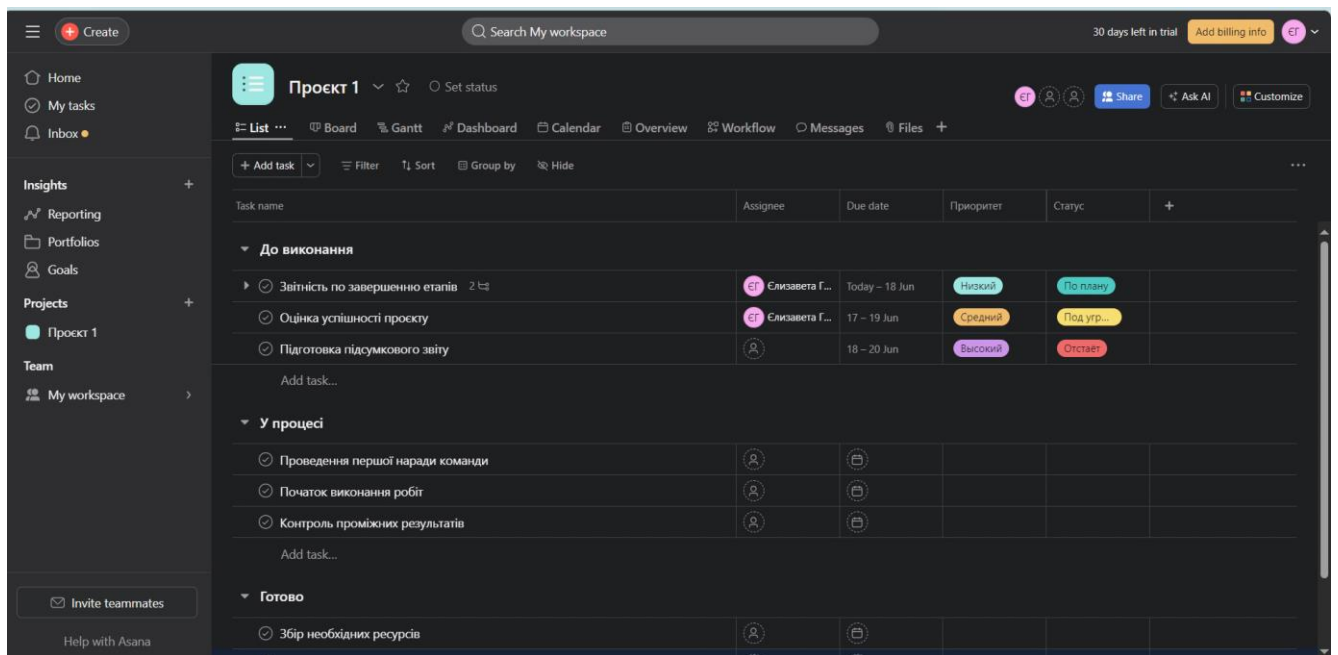 Create
Search My workspace
30 days left in trial
Add billing info
ЄГ
Home
My tasks
Inbox
Insights
Reporting
Portfolios
Goals
Projects
Проєкт 1
Team
My workspace
Invite teammates
Help with Asana
Проєкт 1
Set status
ЄГ
Share
Ask AI
Customize
List ··· Board Gantt Dashboard Calendar Overview Workflow Messages Files +
+ Add task Filter Sort Group by Hide
Task name Assignee Due date Приоритет Статус +
До виконання
Звітність по завершенню етапів 2 ЄГ Єлизавета Г... Today – 18 Jun Низкий По плану
Оцінка успішності проєкту ЄГ Єлизавета Г... 17 – 19 Jun Средний Под угр...
Підготовка підсумкового звіту 18 – 20 Jun Высокий Отстаёт
Add task...
У процесі
Проведення першої наради команди
Початок виконання робіт
Контроль проміжних результатів
Add task...
Готово
Збір необхідних ресурсів